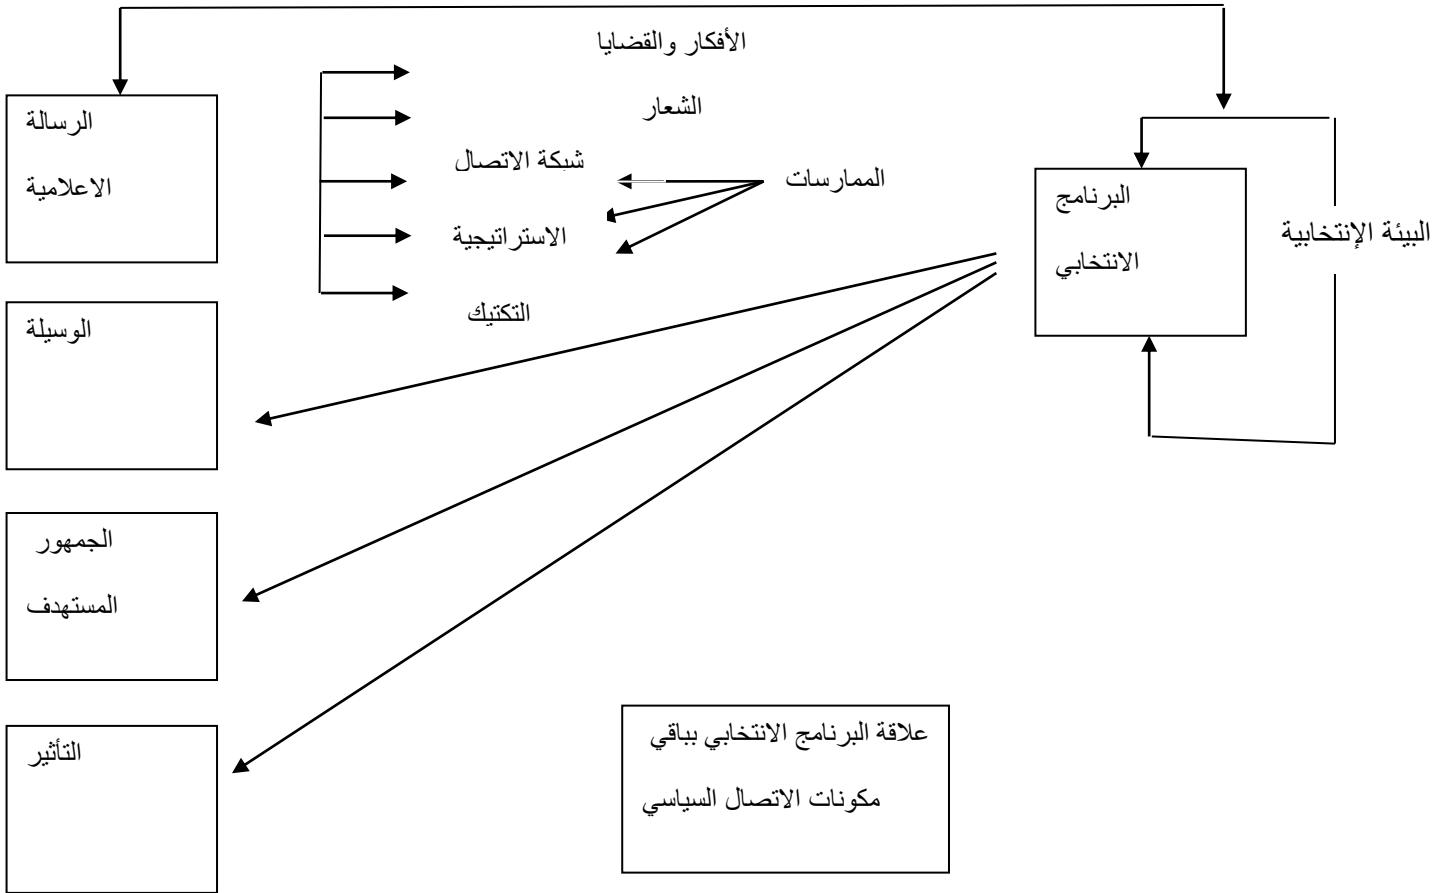 الأفكار والقضايا
الشعار
شبكة الاتصال
الممارسات
الاستراتيجية
التكتيك
البيئة الإنتخابية
البرنامج
الانتخابي
الرسالة
الاعلامية
الوسيلة
الجمهور
المستهدف
التأثير
علاقة البرنامج الانتخابي بباقي
مكونات الاتصال السياسي